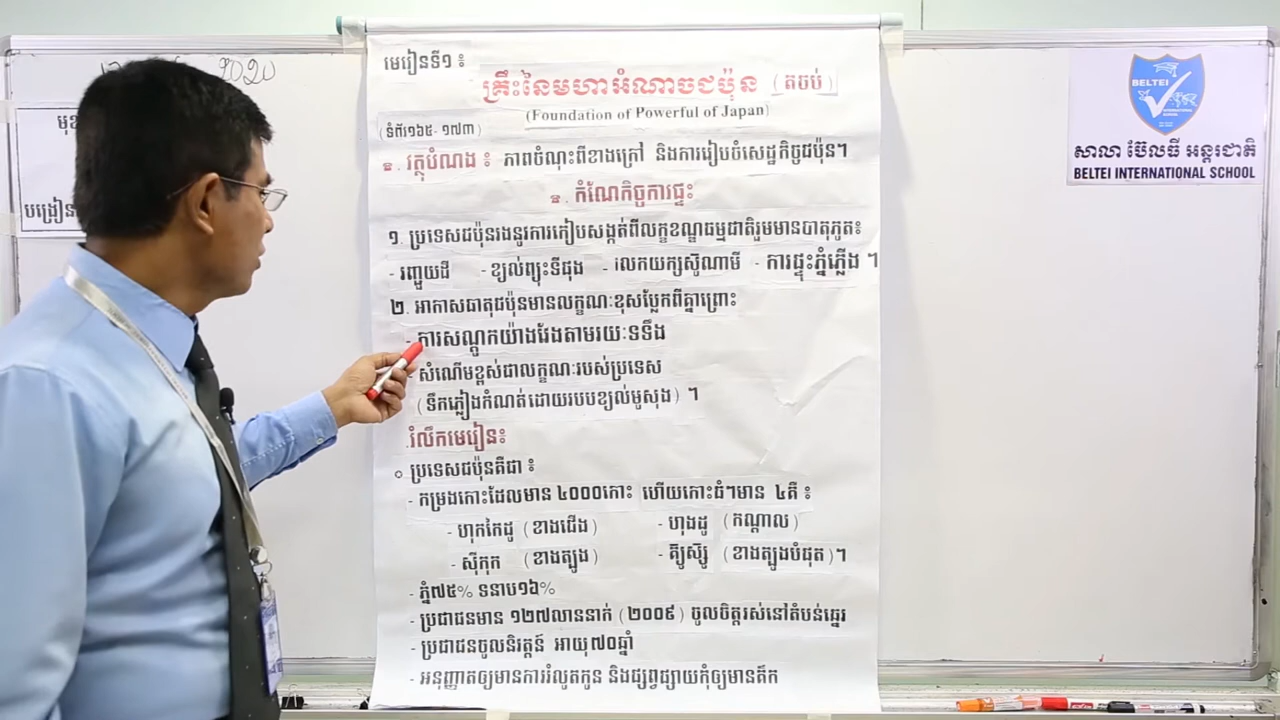 ២០២០
មេរៀនទី១ ៖
គ្រឹះនៃមហាអំណាចជប៉ុន (តចប់)
(Foundation of Powerful of Japan)
(ទំព័រ១៦៥-១៧៣)
. វត្ថុបំណង ៖ ភាពចំណុះពីខាងក្រៅ និងការរៀបចំសេដ្ឋកិច្ចជប៉ុន។
. កំណែកិច្ចការផ្ទះ
១. ប្រទេសជប៉ុនរងនូវការគៀបសង្កត់ពីលក្ខខណ្ឌធម្មជាតិរួមមានបាតុភូត៖
- រញ្ជួយដី - ខ្យល់ព្យុះទីផុង - រលកយក្សស៊ូណាមី - ការផ្ទុះភ្នំភ្លើង ។
២. អាកាសធាតុជប៉ុនមានលក្ខណៈខុសប្លែកពីគ្នាព្រោះ
- ការសណ្តូកយ៉ាងវែងតាមរយៈទទឹង
សំណើមខ្ពស់ជាលក្ខណៈរបស់ប្រទេស
(ទឹកភ្លៀងកំណត់ដោយរបបខ្យល់មូសុង) ។
.រំលឹកមេរៀន៖
០ ប្រទេសជប៉ុនគឺជា ៖
- កម្រងកោះដែលមាន ៤០០០កោះ ហើយកោះធំៗមាន ៤គឺ ៖
- ហុកកៃដូ (ខាងជើង) - ហុងដូ (កណ្តាល)
- ស៊ីកុក (ខាងត្បូង) - គីយូស៊ូ (ខាងត្បូងបំផុត)។
- ភ្នំ៧៥% ទនាប១៦%
- ប្រជាជនមាន ១២៧លាននាក់ (២០០៩) ចូលចិត្តរស់នៅតំបន់ឆ្នេរ
- ប្រជាជនចូលនិវត្តន៍ អាយុ៧០ឆ្នាំ
- អនុញ្ញាតឲ្យមានការរំលូតកូន និងផ្សព្វផ្សាយកុំឲ្យមានគីក
បង្រៀន
BELTEI
INTERNATIONAL
SCHOOL
សាលា ប៊ែលធី អន្តរជាតិ
BELTEI INTERNATIONAL SCHOOL